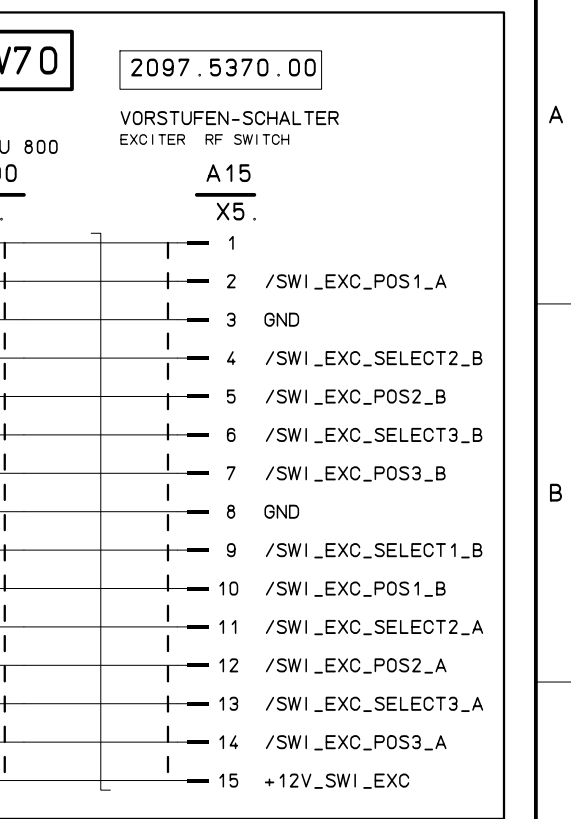 2097.5370.00
VORSTUFEN-SCHALTER
EXCITER RF SWITCH
800
A15
X5.
1
2 /SWI_EXC_POS1_A
3 GND
4 /SWI_EXC_SELECT2_B
5 /SWI_EXC_POS2_B
6 /SWI_EXC_SELECT3_B
7 /SWI_EXC_POS3_B
8 GND
9 /SWI_EXC_SELECT1_B
10 /SWI_EXC_POS1_B
11 /SWI_EXC_SELECT2_A
12 /SWI_EXC_POS2_A
13 /SWI_EXC_SELECT3_A
14 /SWI_EXC_POS3_A
15 +12V_SWI_EXC
A
B